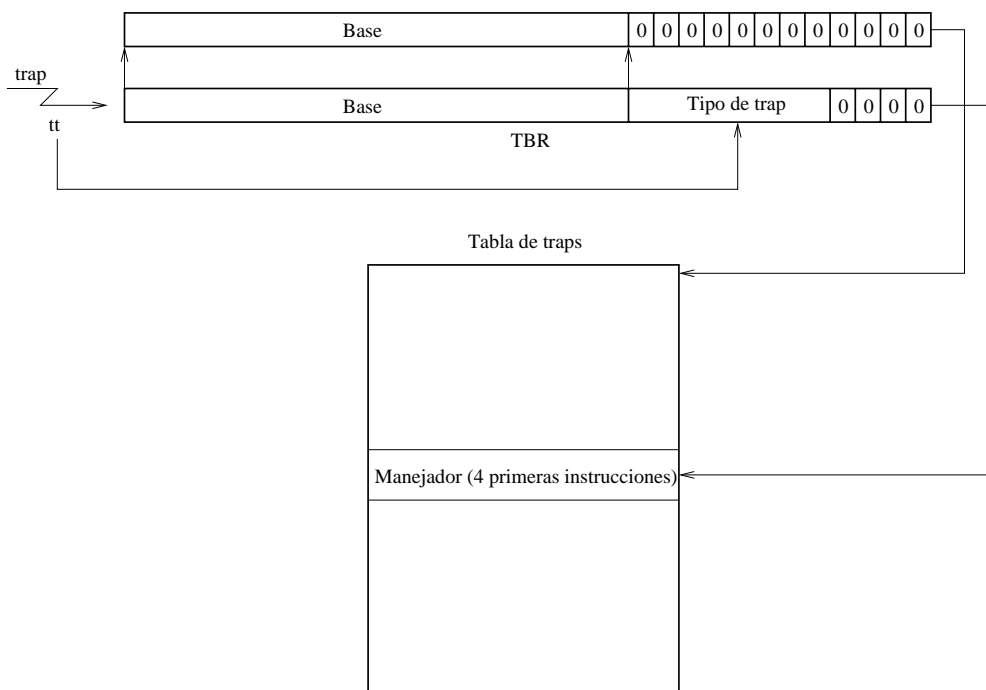 Base 0 0 0 0 0 0 0 0 0 0 0 0
trap
Base Tipo de trap 0 0 0 0
tt
TBR
Tabla de traps
Manejador (4 primeras instrucciones)